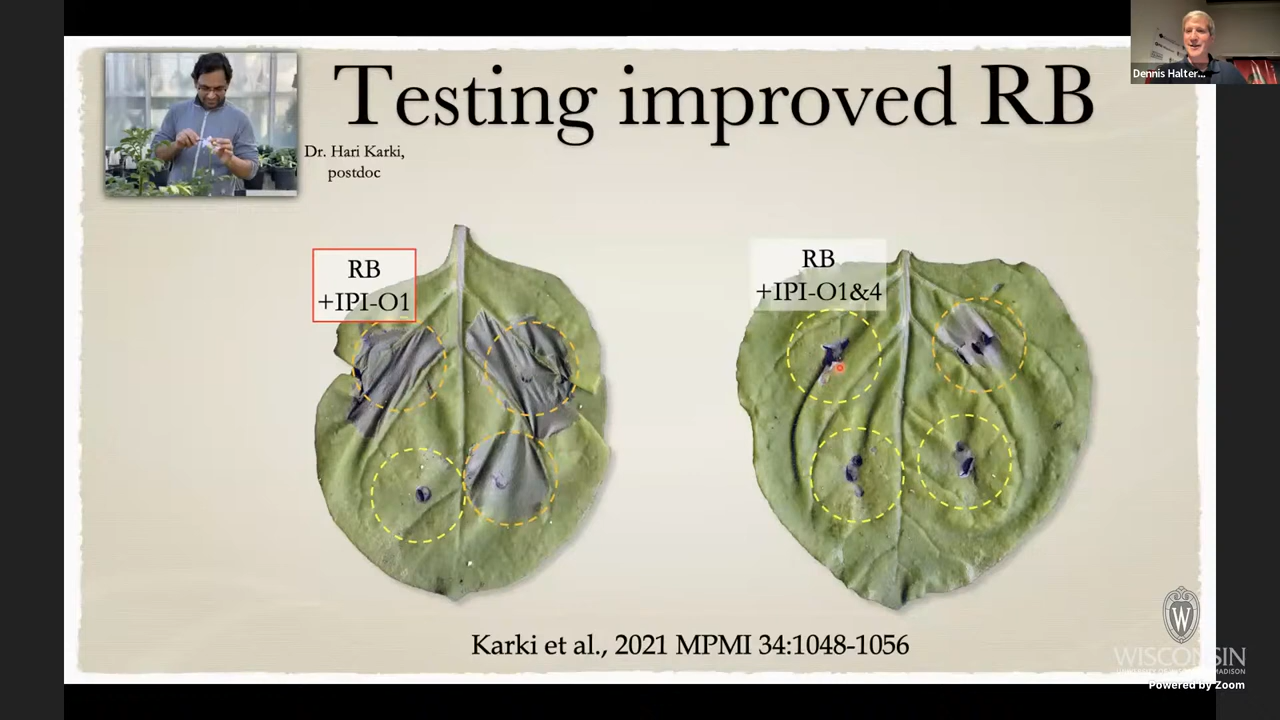 Testing improved RB
Dennis Halter...
Dr. Hari Karki,
postdoc
RB
+IPI-O1
RB
+IPI-O1&4
Karki et al., 2021 MPMI 34:1048-1056
W
WISCONSIN
Powered by Zoom